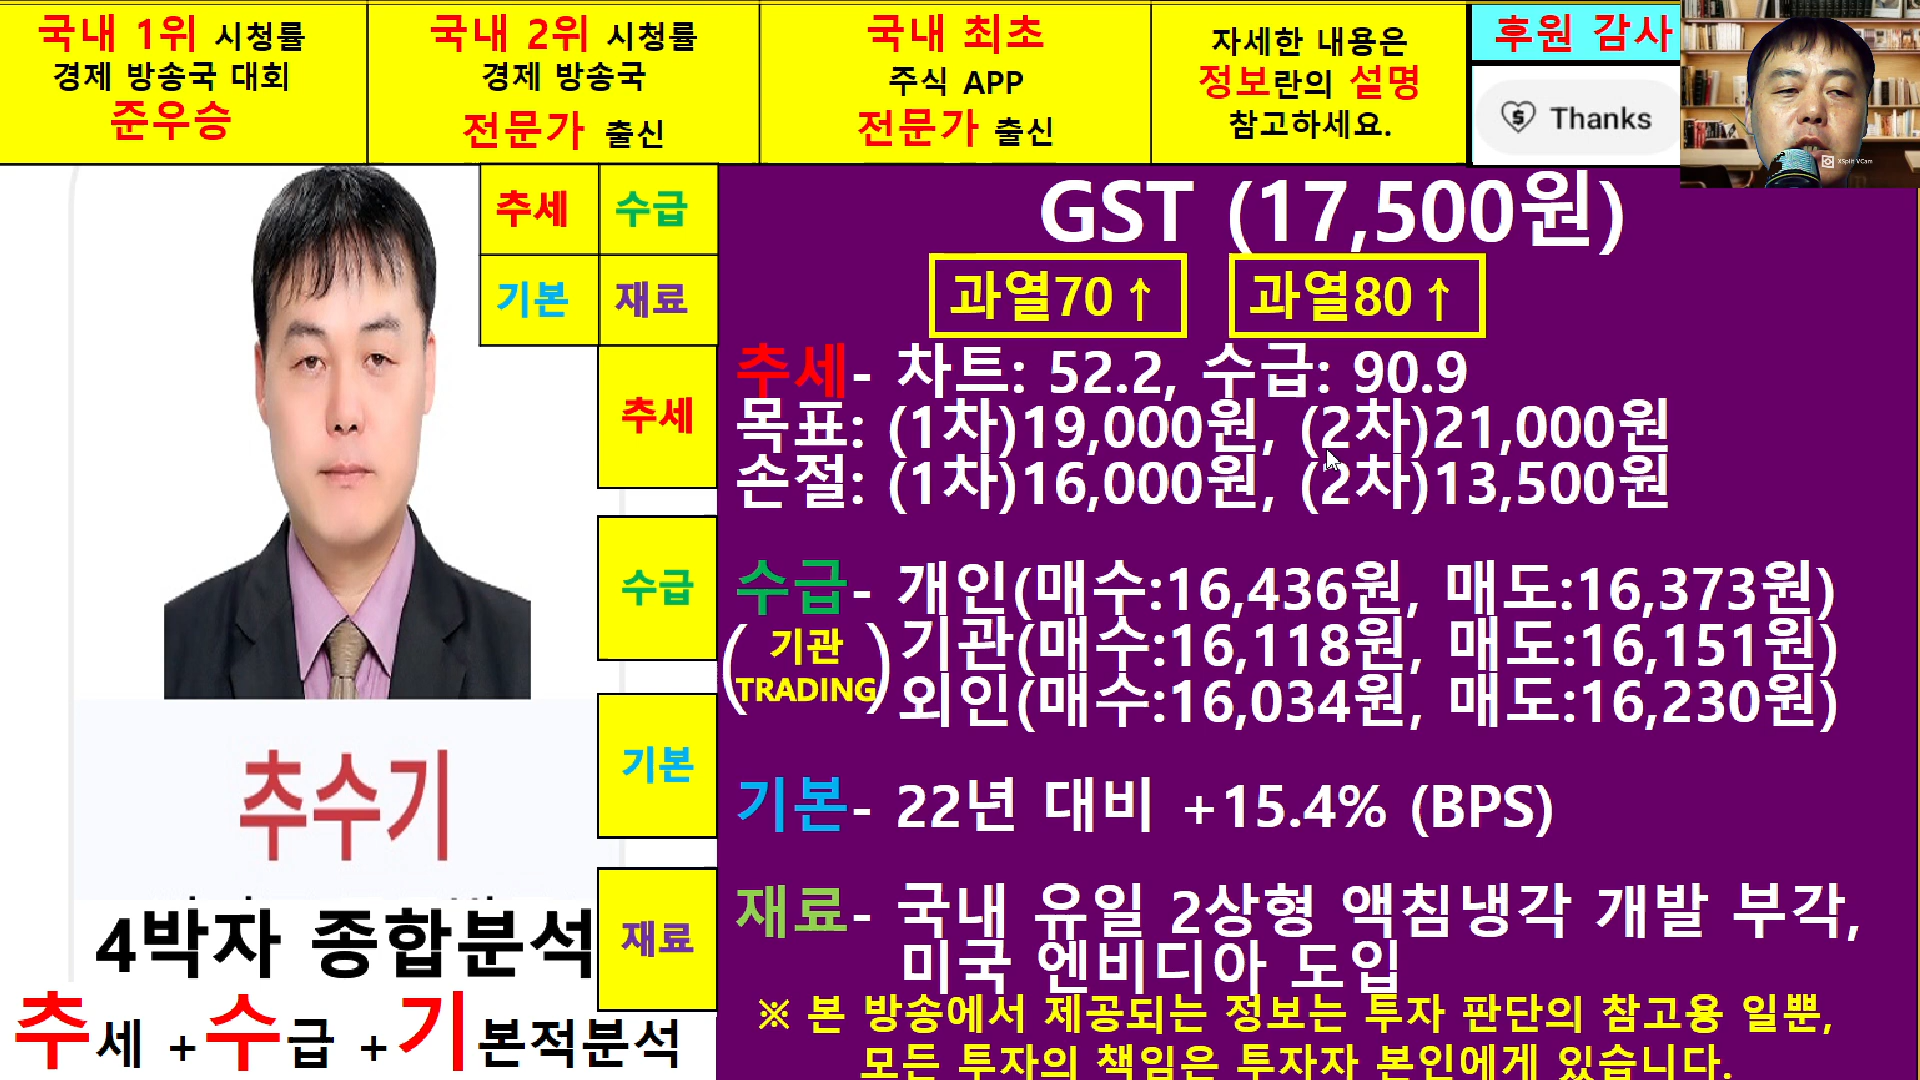 국내 1위 시청률
경제 방송국 대회
준우승
국내 2위 시청률
경제 방송국
전문가 출신
국내 최초
주식 APP
전문가 출신
자세한 내용은
정보란의 설명
참고하세요.
후원 감사
Thanks
XSplit VCam
추세
수급
기본
재료
GST (17,500원)
과열70↑
과열80↑
추세
추세- 차트: 52.2, 수급: 90.9
목표: (1차)19,000원, (2차)21,000원
손절: (1차)16,000원, (2차)13,500원
수급
수급- 개인(매수:16,436원, 매도:16,373원)
(기관 TRADING) 기관(매수:16,118원, 매도:16,151원)
외인(매수:16,034원, 매도:16,230원)
기본
기본- 22년 대비 +15.4% (BPS)
재료
재료- 국내 유일 2상형 액침냉각 개발 부각,
미국 엔비디아 도입
※ 본 방송에서 제공되는 정보는 투자 판단의 참고용 일뿐,
모든 투자의 책임은 투자자 본인에게 있습니다.
추수기
4박자 종합분석
추세 +수급 +기본적분석